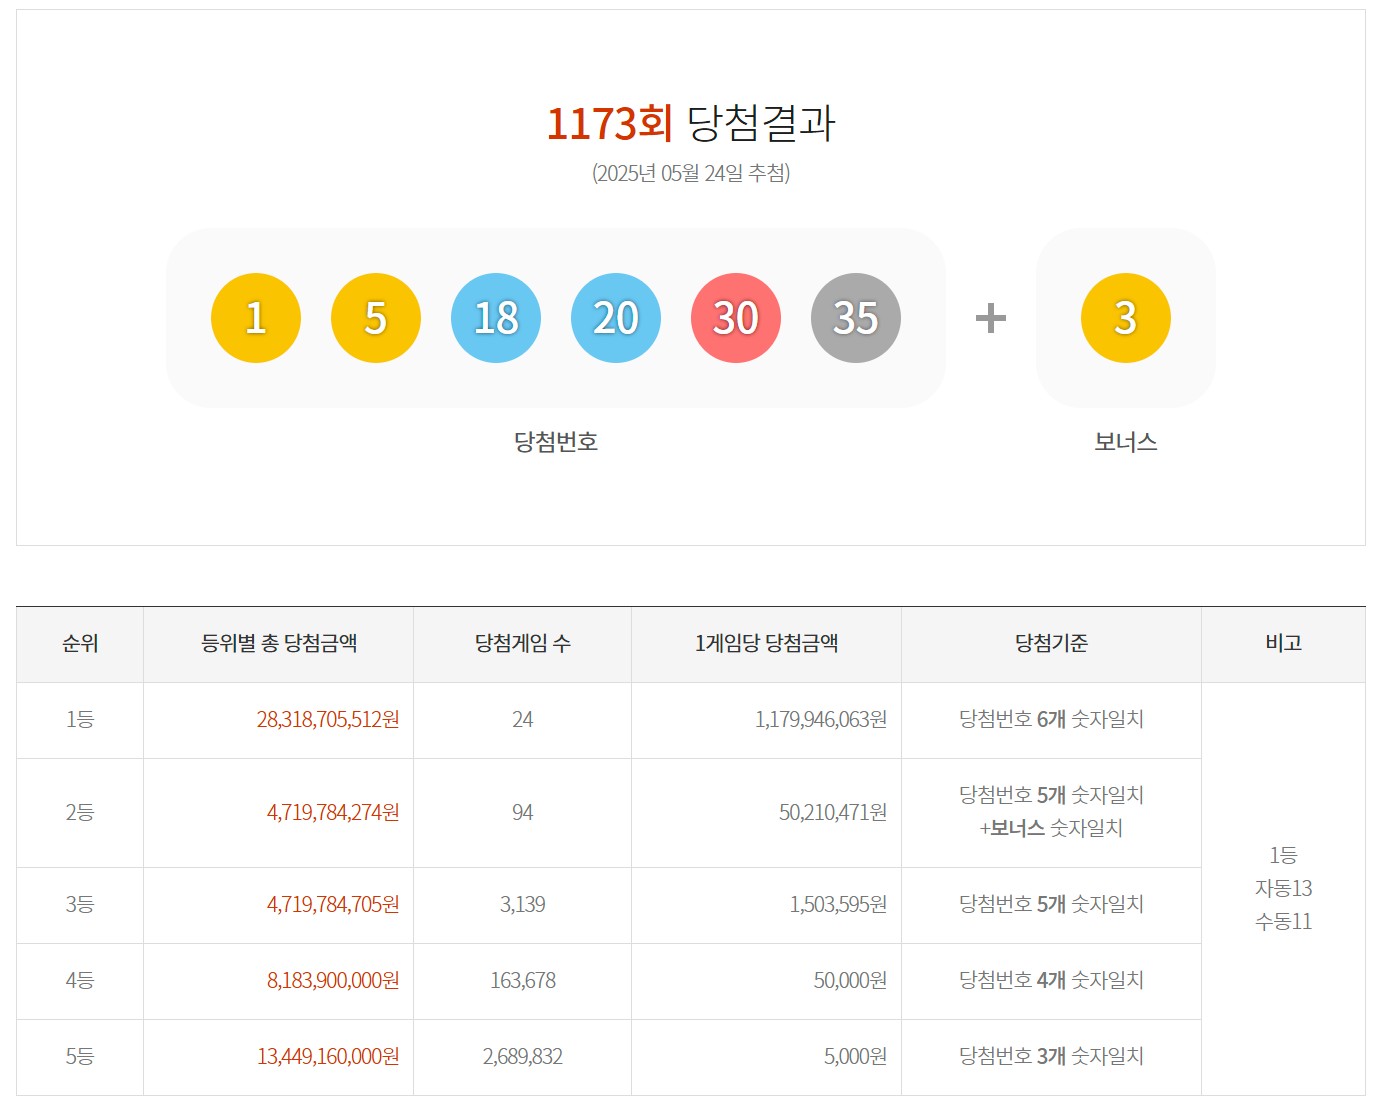 1173회 당첨결과
(2025년 05월 24일 추첨)
1 5 18 20 30 35 + 3
당첨번호 보너스
순위 등위별 총 당첨금액 당첨게임 수 1게임당 당첨금액 당첨기준 비고
1등 28,318,705,512원 24 1,179,946,063원 당첨번호 6개 숫자일치
2등 4,719,784,274원 94 50,210,471원 당첨번호 5개 숫자일치
+보너스 숫자일치
3등 4,719,784,705원 3,139 1,503,595원 당첨번호 5개 숫자일치
4등 8,183,900,000원 163,678 50,000원 당첨번호 4개 숫자일치
5등 13,449,160,000원 2,689,832 5,000원 당첨번호 3개 숫자일치
1등
자동13
수동11